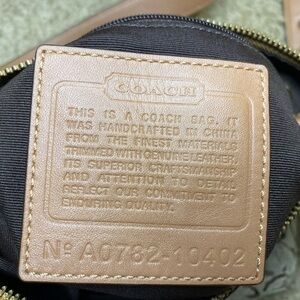 COACH
THIS IS A COACH BAG. IT
WAS HANDCRAFTED IN CHINA
FROM THE FINEST MATERIALS
TRIMMED WITH GENUINE LEATHER.
ITS SUPERIOR CRAFTSMANSHIP
AND ATTENTION TO DETAIL
REFLECT OUR COMMITMENT TO
ENDURING QUALITY.
Nº A0782-10402